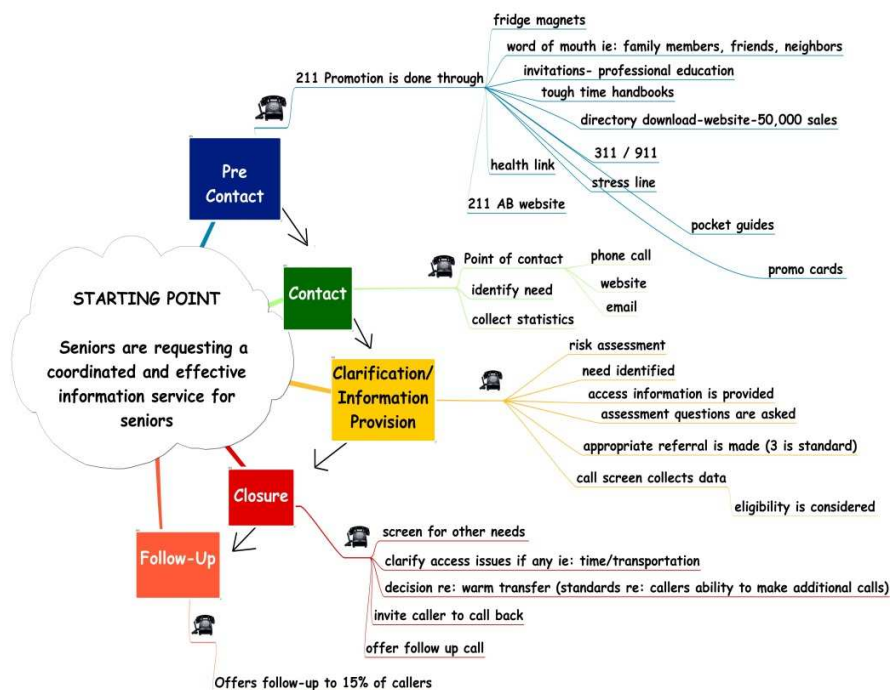 fridge magnets
word of mouth ie: family members, friends, neighbors
211 Promotion is done through
invitations- professional education
tough time handbooks
directory download-website-50,000 sales
311 / 911
health link
stress line
211 AB website
pocket guides
promo cards
Pre
Contact
Contact
Point of contact
phone call
website
email
identify need
collect statistics
STARTING POINT
Seniors are requesting a
coordinated and effective
information service for
seniors
Clarification/
Information
Provision
risk assessment
need identified
access information is provided
assessment questions are asked
appropriate referral is made (3 is standard)
call screen collects data
eligibility is considered
Closure
screen for other needs
clarify access issues if any ie: time/transportation
decision re: warm transfer (standards re: callers ability to make additional calls)
invite caller to call back
offer follow up call
Follow-Up
Offers follow-up to 15% of callers